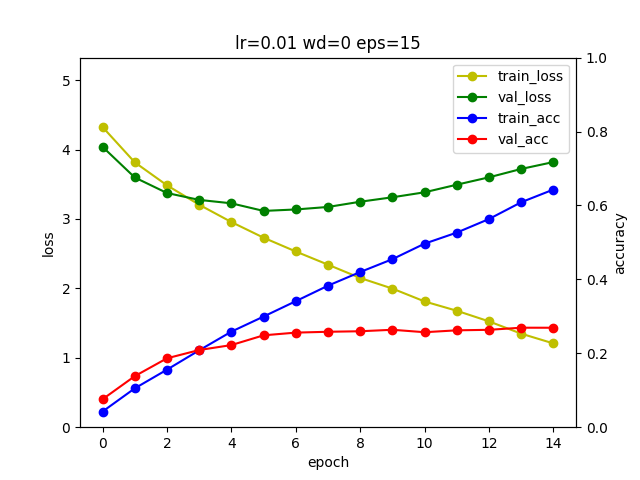 lr=0.01 wd=0 eps=15
train_loss
val_loss
train_acc
val_acc
loss
5
4
3
2
1
0
accuracy
1.0
0.8
0.6
0.4
0.2
0.0
0 2 4 6 8 10 12 14
epoch